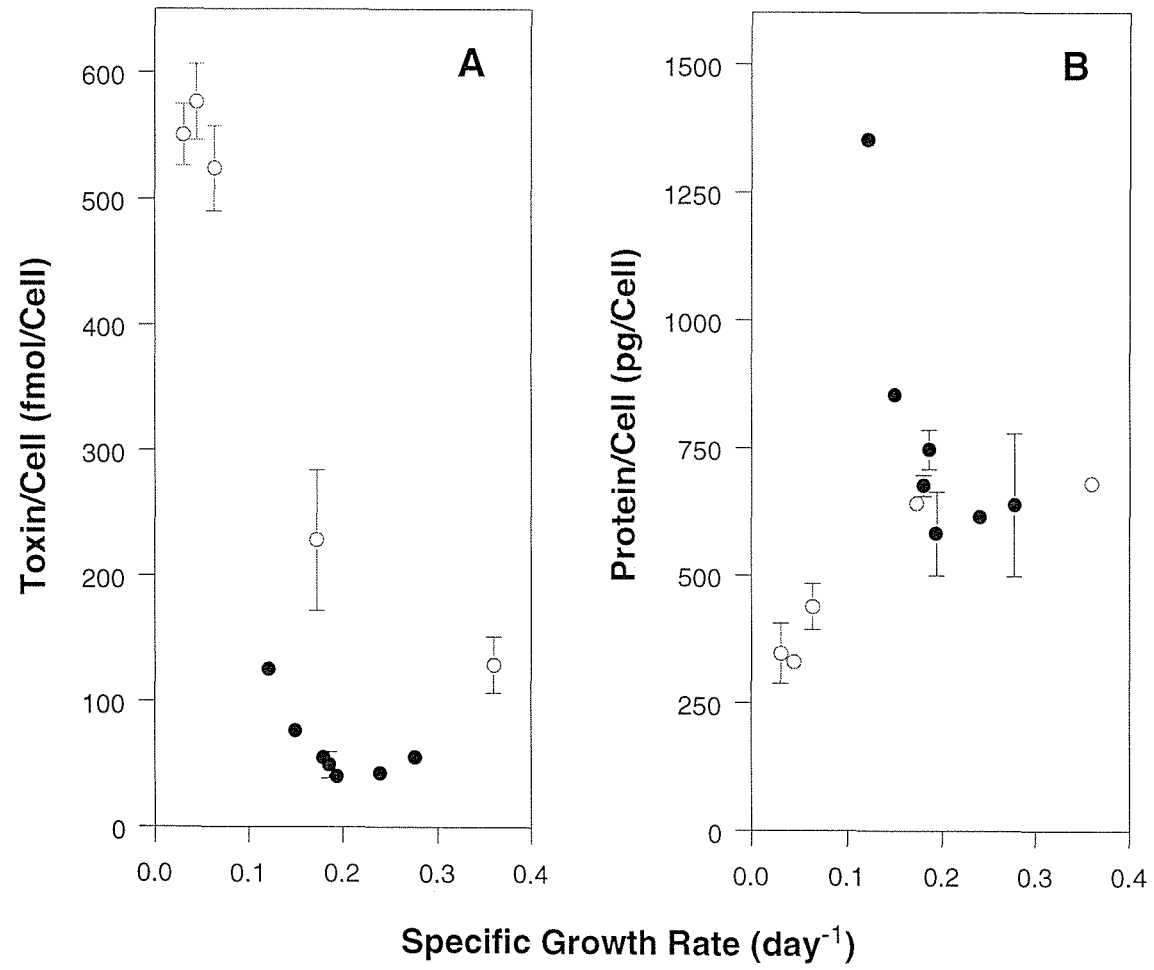 A
B
Toxin/Cell (fmol/Cell)
600
500
400
300
200
100
0
0.0 0.1 0.2 0.3 0.4
Protein/Cell (pg/Cell)
1500
1250
1000
750
500
250
0
0.0 0.1 0.2 0.3 0.4
Specific Growth Rate (day⁻¹)